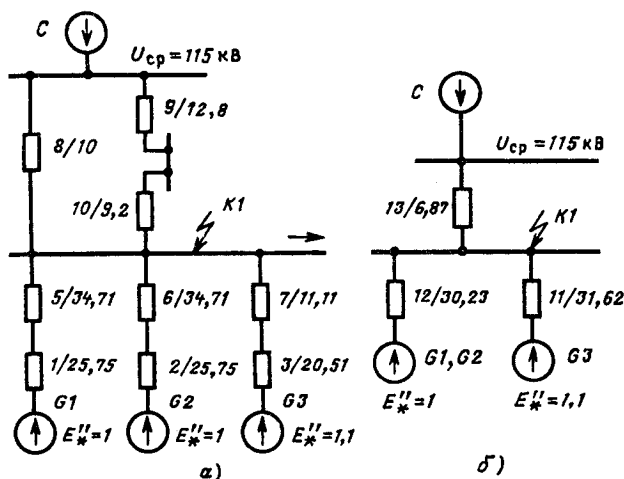 C
Uср=115 кВ
9/12,8
8/10
10/9,2
К1
5/34,71
6/34,71
7/11,11
1/25,75
2/25,75
3/20,51
G1
G2
G3
E″*=1
E″*=1
E″*=1,1
а)
C
Uср=115 кВ
13/6,87
К1
12/30,23
11/31,62
G1, G2
G3
E″*=1
E″*=1,1
б)